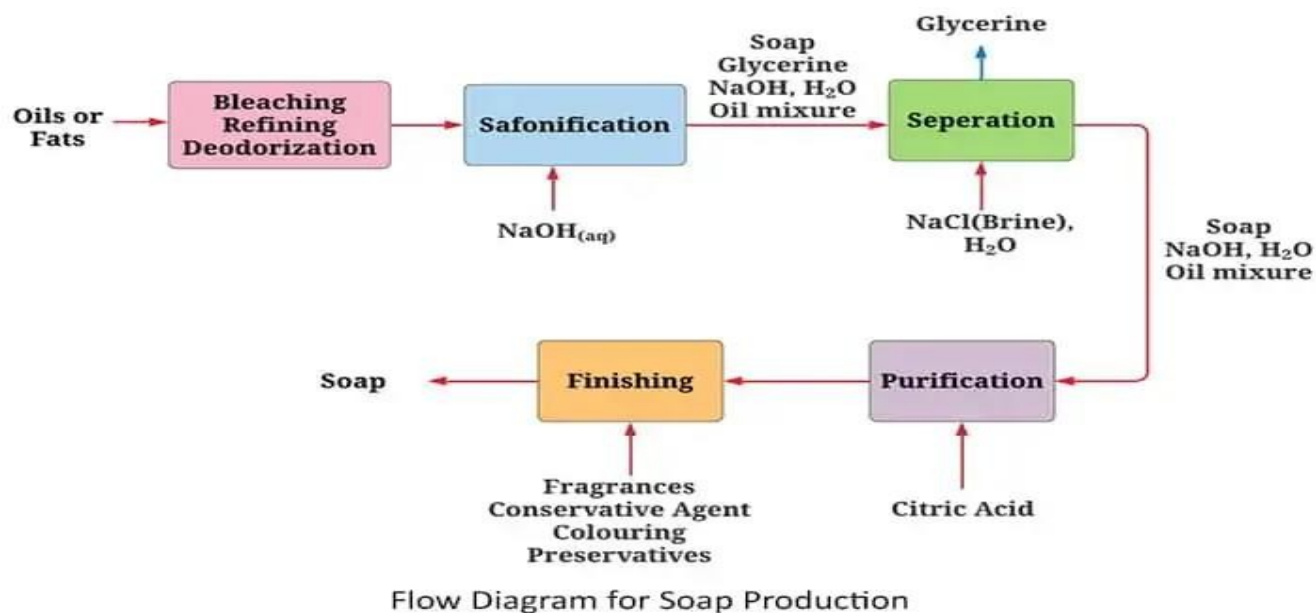 Oils or
Fats
Bleaching
Refining
Deodorization
Safonification
NaOH(aq)
Soap
Glycerine
NaOH, H₂O
Oil mixure
Glycerine
Seperation
NaCl(Brine),
H₂O
Soap
NaOH, H₂O
Oil mixure
Purification
Citric Acid
Finishing
Fragrances
Conservative Agent
Colouring
Preservatives
Soap
Flow Diagram for Soap Production